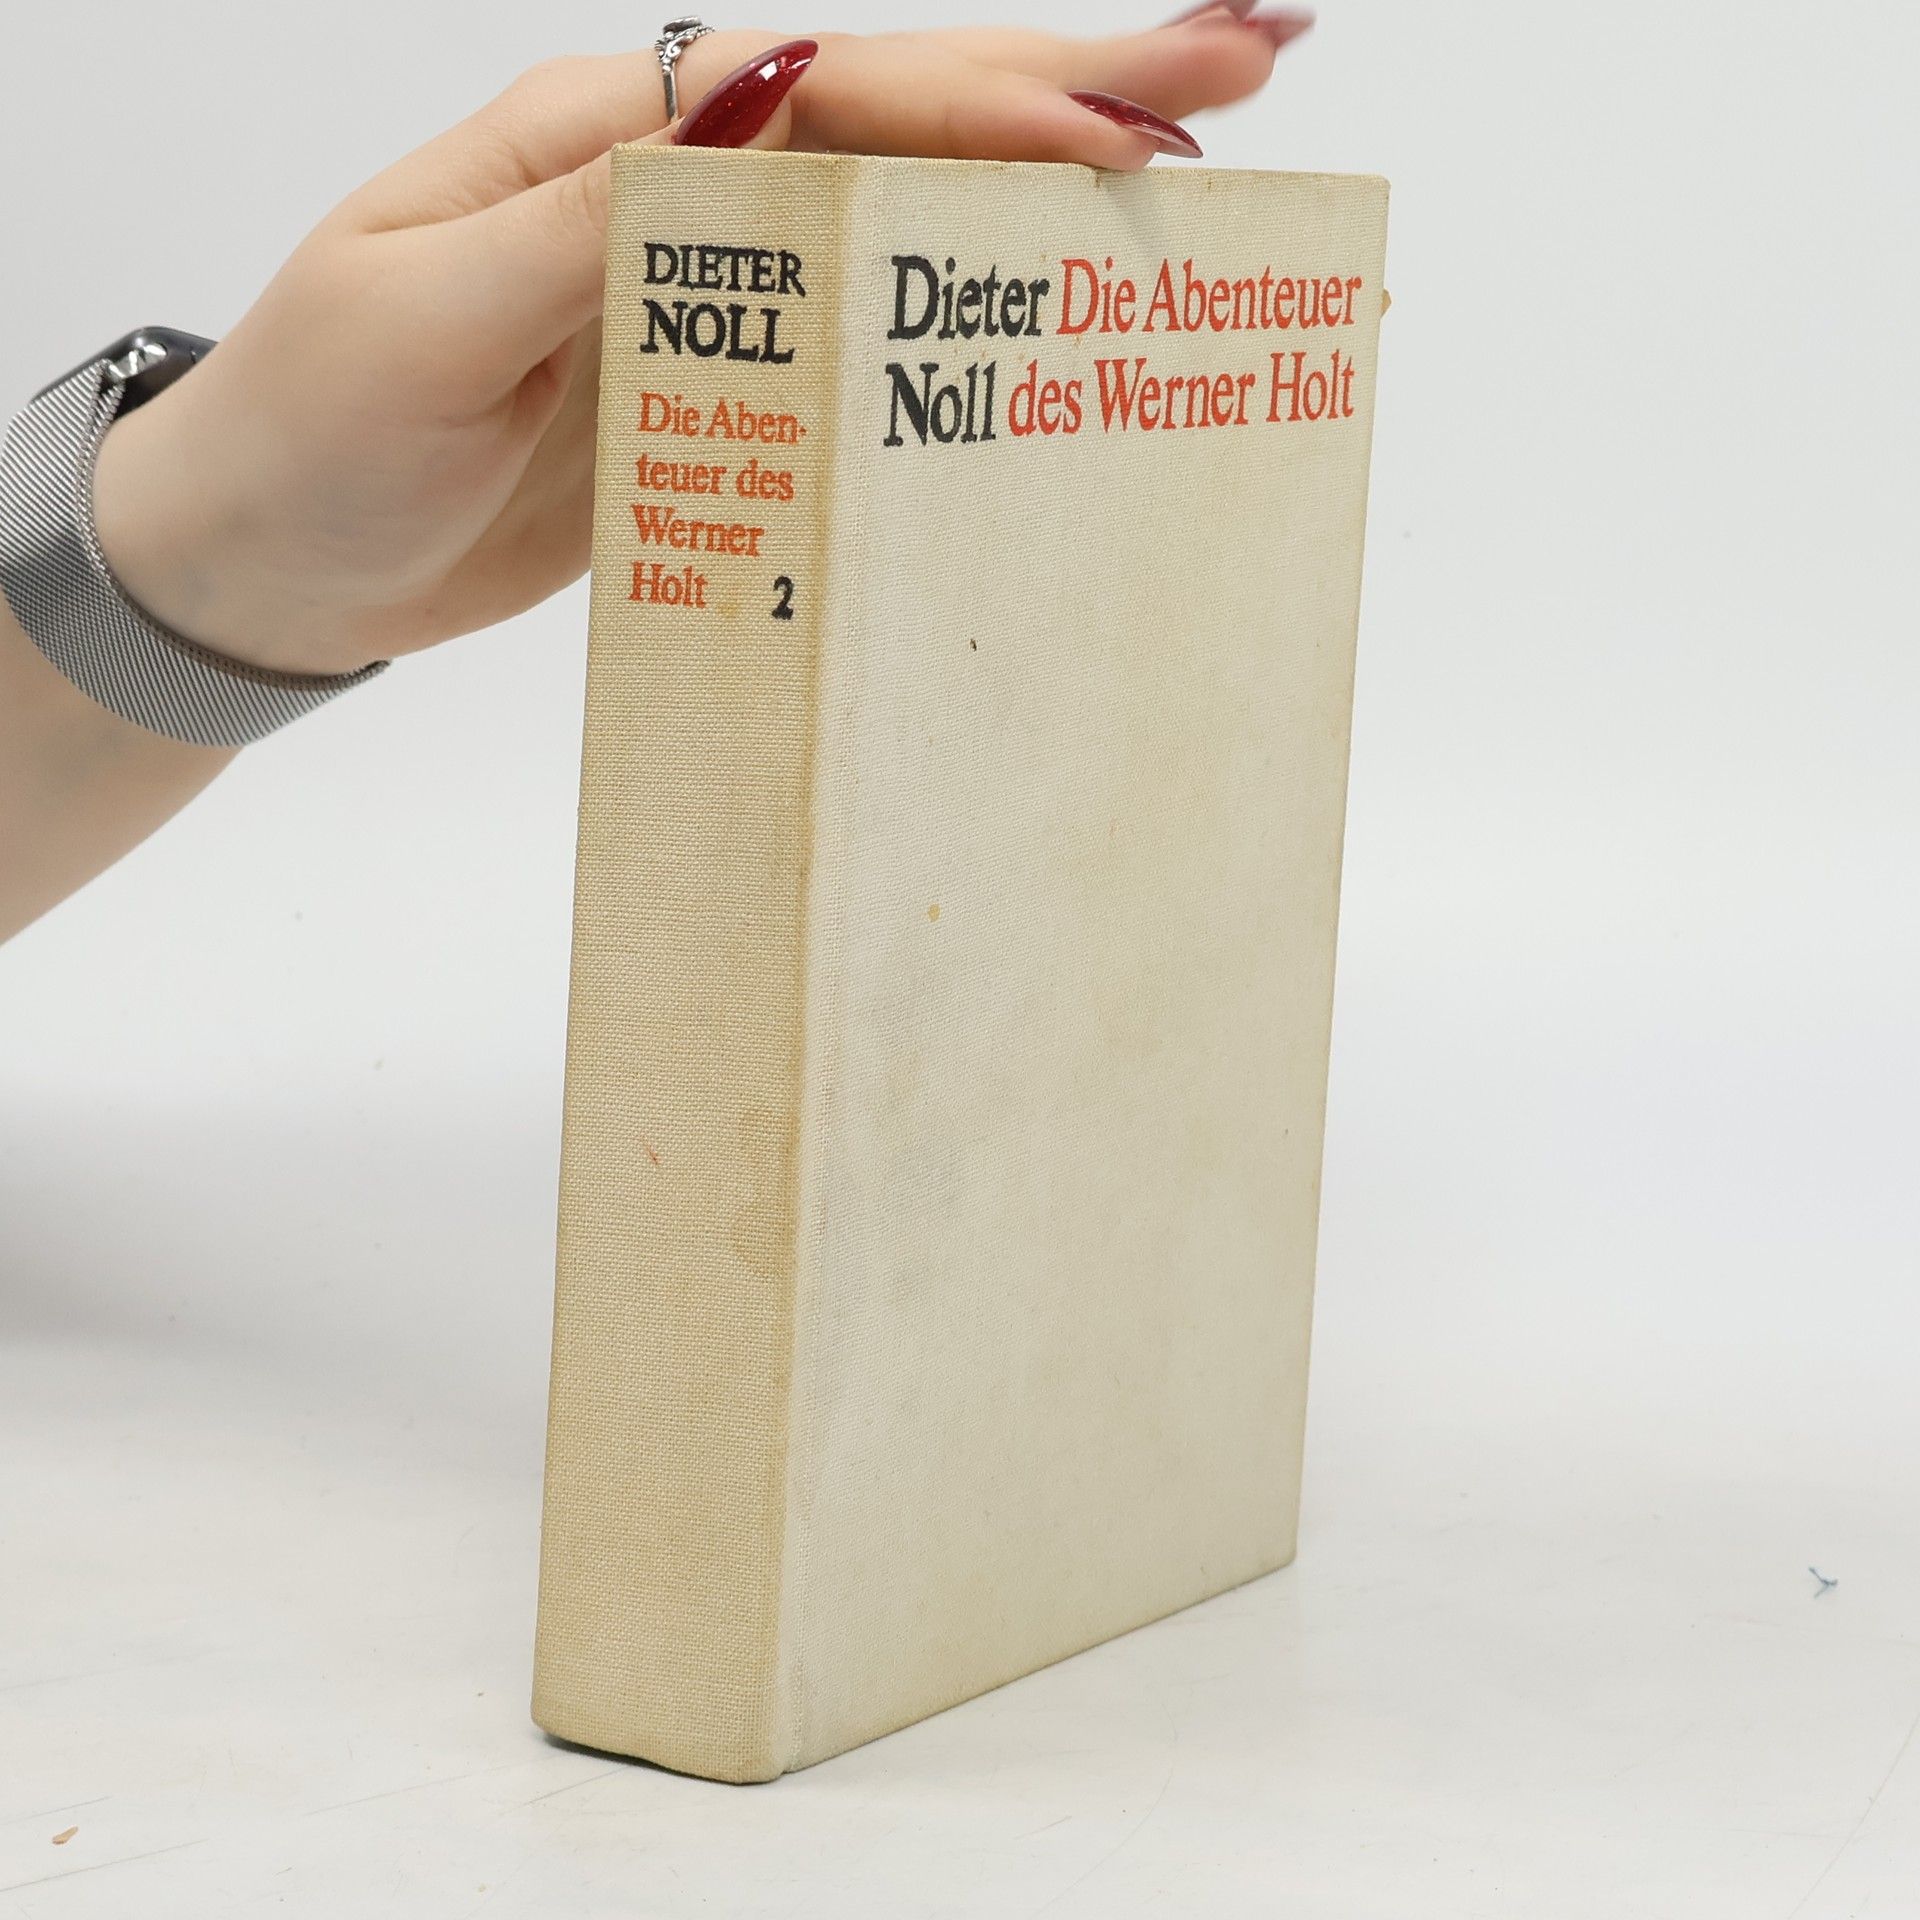 DIETER
NOLL
Die Aben-
teuer des
Werner
Holt 2
Dieter Die Abenteuer
Noll des Werner Holt